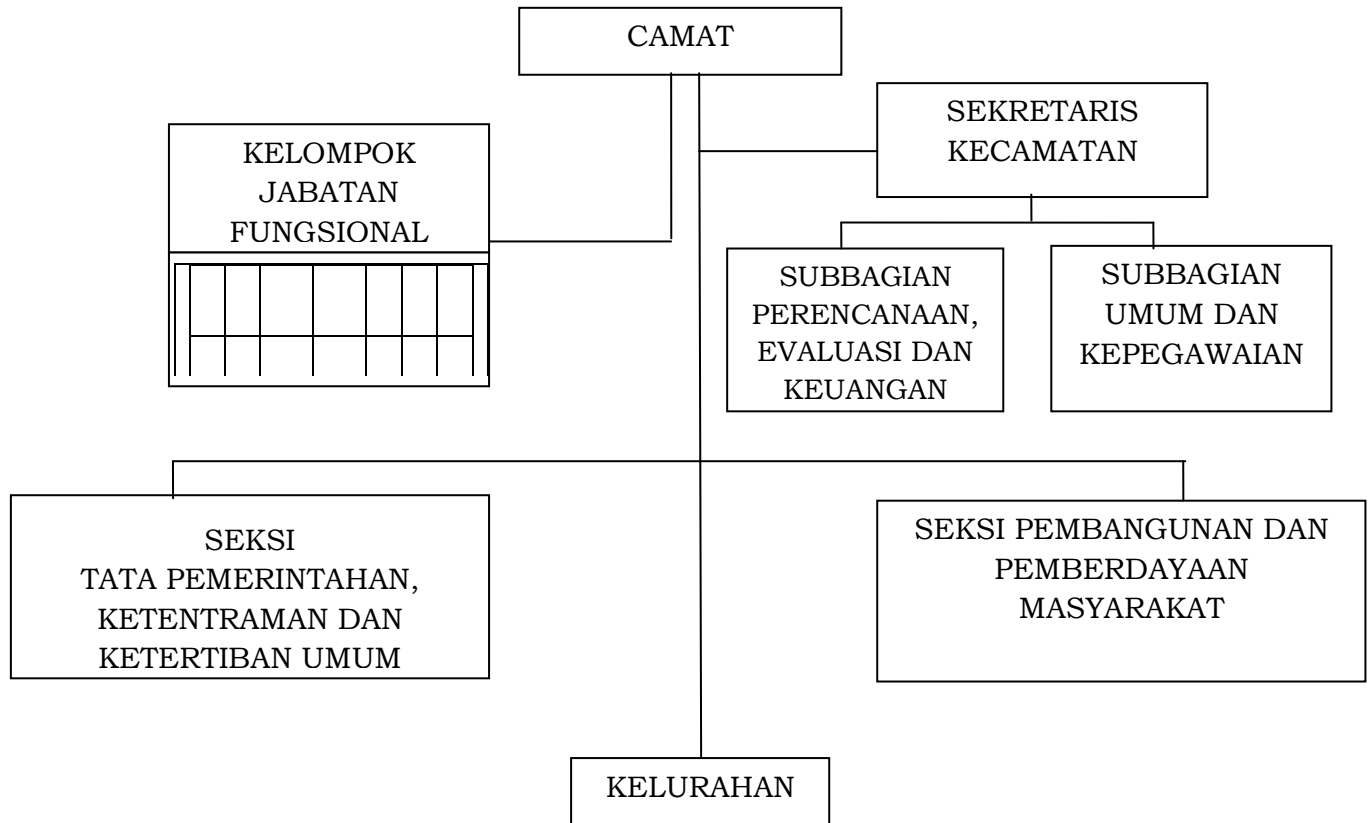 CAMAT
SEKRETARIS
KECAMATAN
KELOMPOK
JABATAN
FUNGSIONAL
SUBBAGIAN
PERENCANAAN,
EVALUASI DAN
KEUANGAN
SUBBAGIAN
UMUM DAN
KEPEGAWAIAN
SEKSI
TATA PEMERINTAHAN,
KETENTRAMAN DAN
KETERTIBAN UMUM
SEKSI PEMBANGUNAN DAN
PEMBERDAYAAN
MASYARAKAT
KELURAHAN